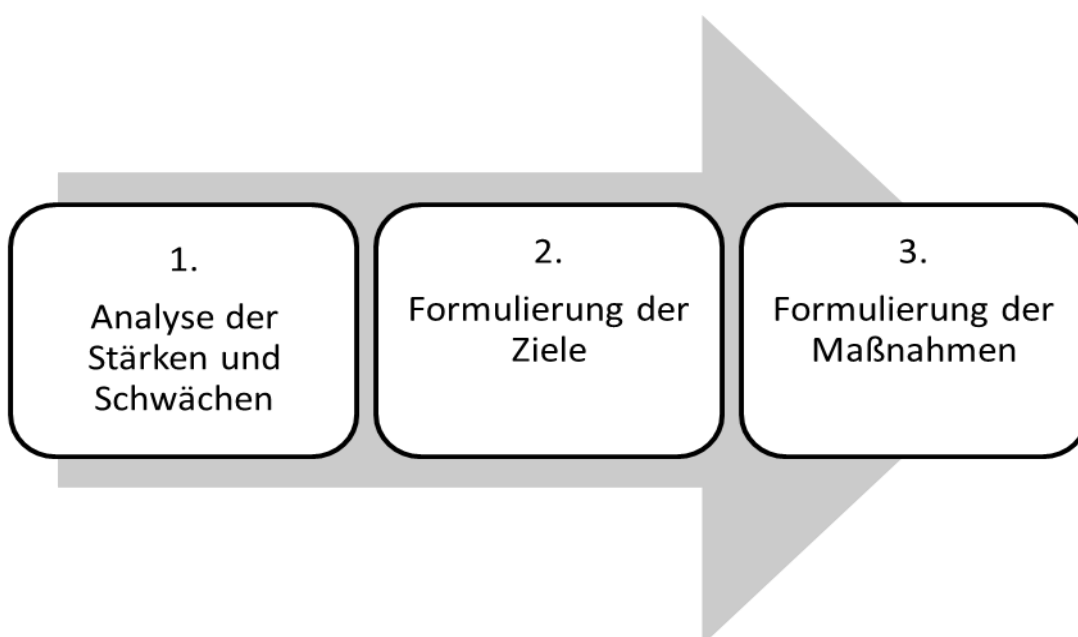 1.
Analyse der
Stärken und
Schwächen
2.
Formulierung der
Ziele
3.
Formulierung der
Maßnahmen